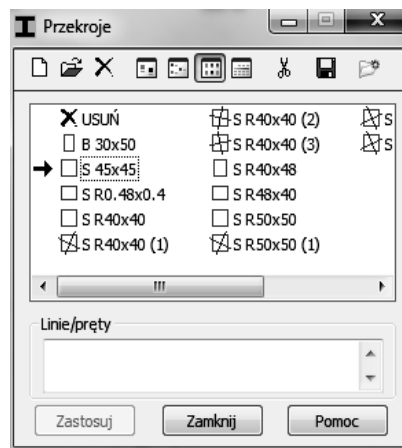 Przekroje
USUŃ
B 30x50
S 45x45
S R0.48x0.4
S R40x40
S R40x40 (1)
S R40x40 (2)
S R40x40 (3)
S R40x48
S R48x40
S R50x50
S R50x50 (1)
S
S
Linie/pręty
Zastosuj
Zamknij
Pomoc